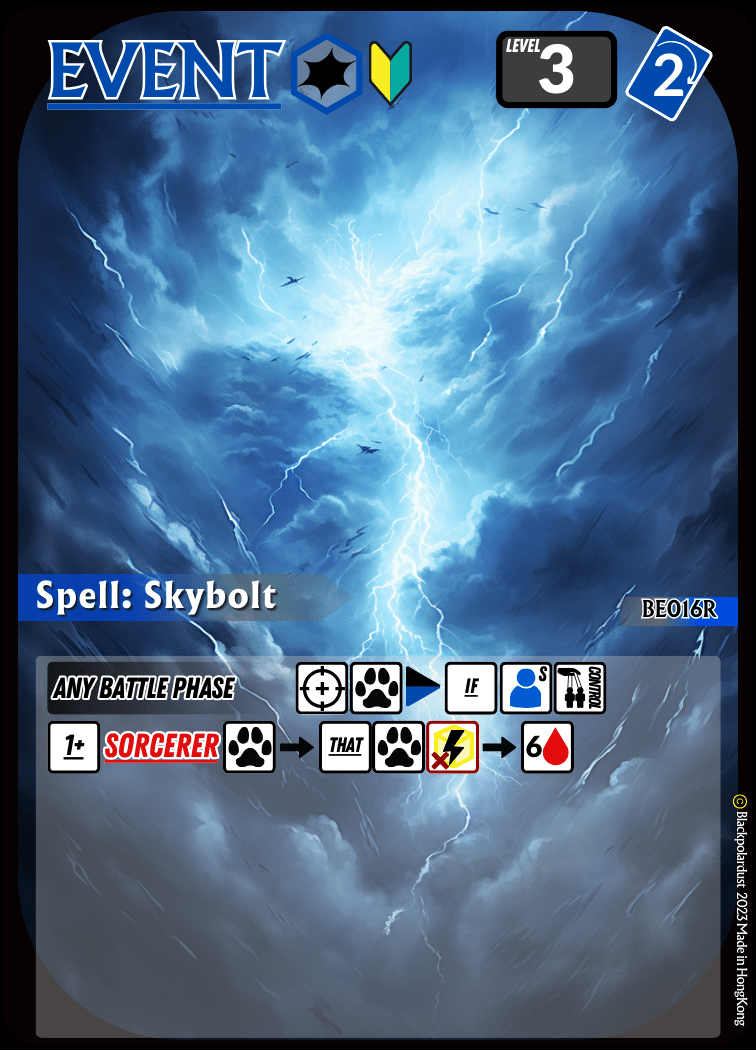 EVENT
LEVEL 3
2
Spell: Skybolt
BE016R
ANY BATTLE PHASE IF S CONTROL
1+ SORCERER THAT 6
© Blackpolardust 2023 Made in HongKong